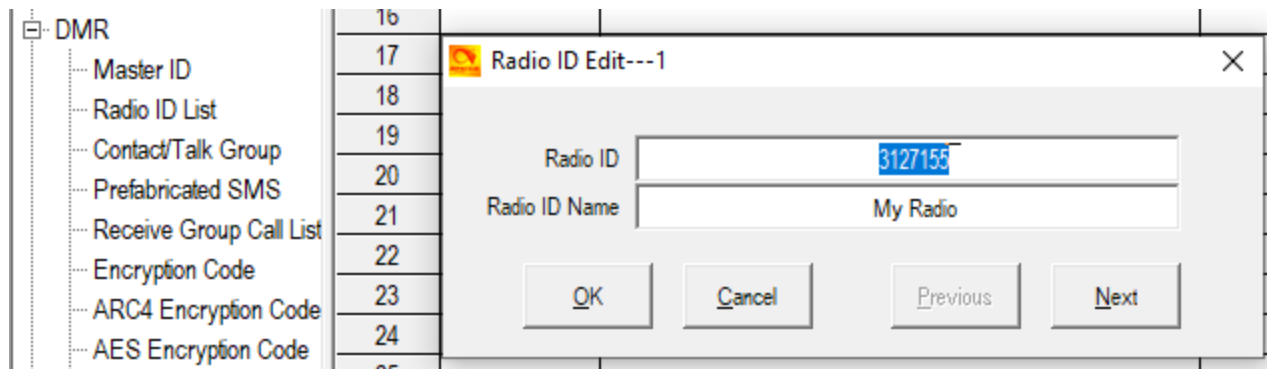 DMR
Master ID
Radio ID List
Contact/Talk Group
Prefabricated SMS
Receive Group Call List
Encryption Code
ARC4 Encryption Code
AES Encryption Code
16
17
18
19
20
21
22
23
24
Radio ID Edit---1
Radio ID 3127155
Radio ID Name My Radio
OK Cancel Previous Next